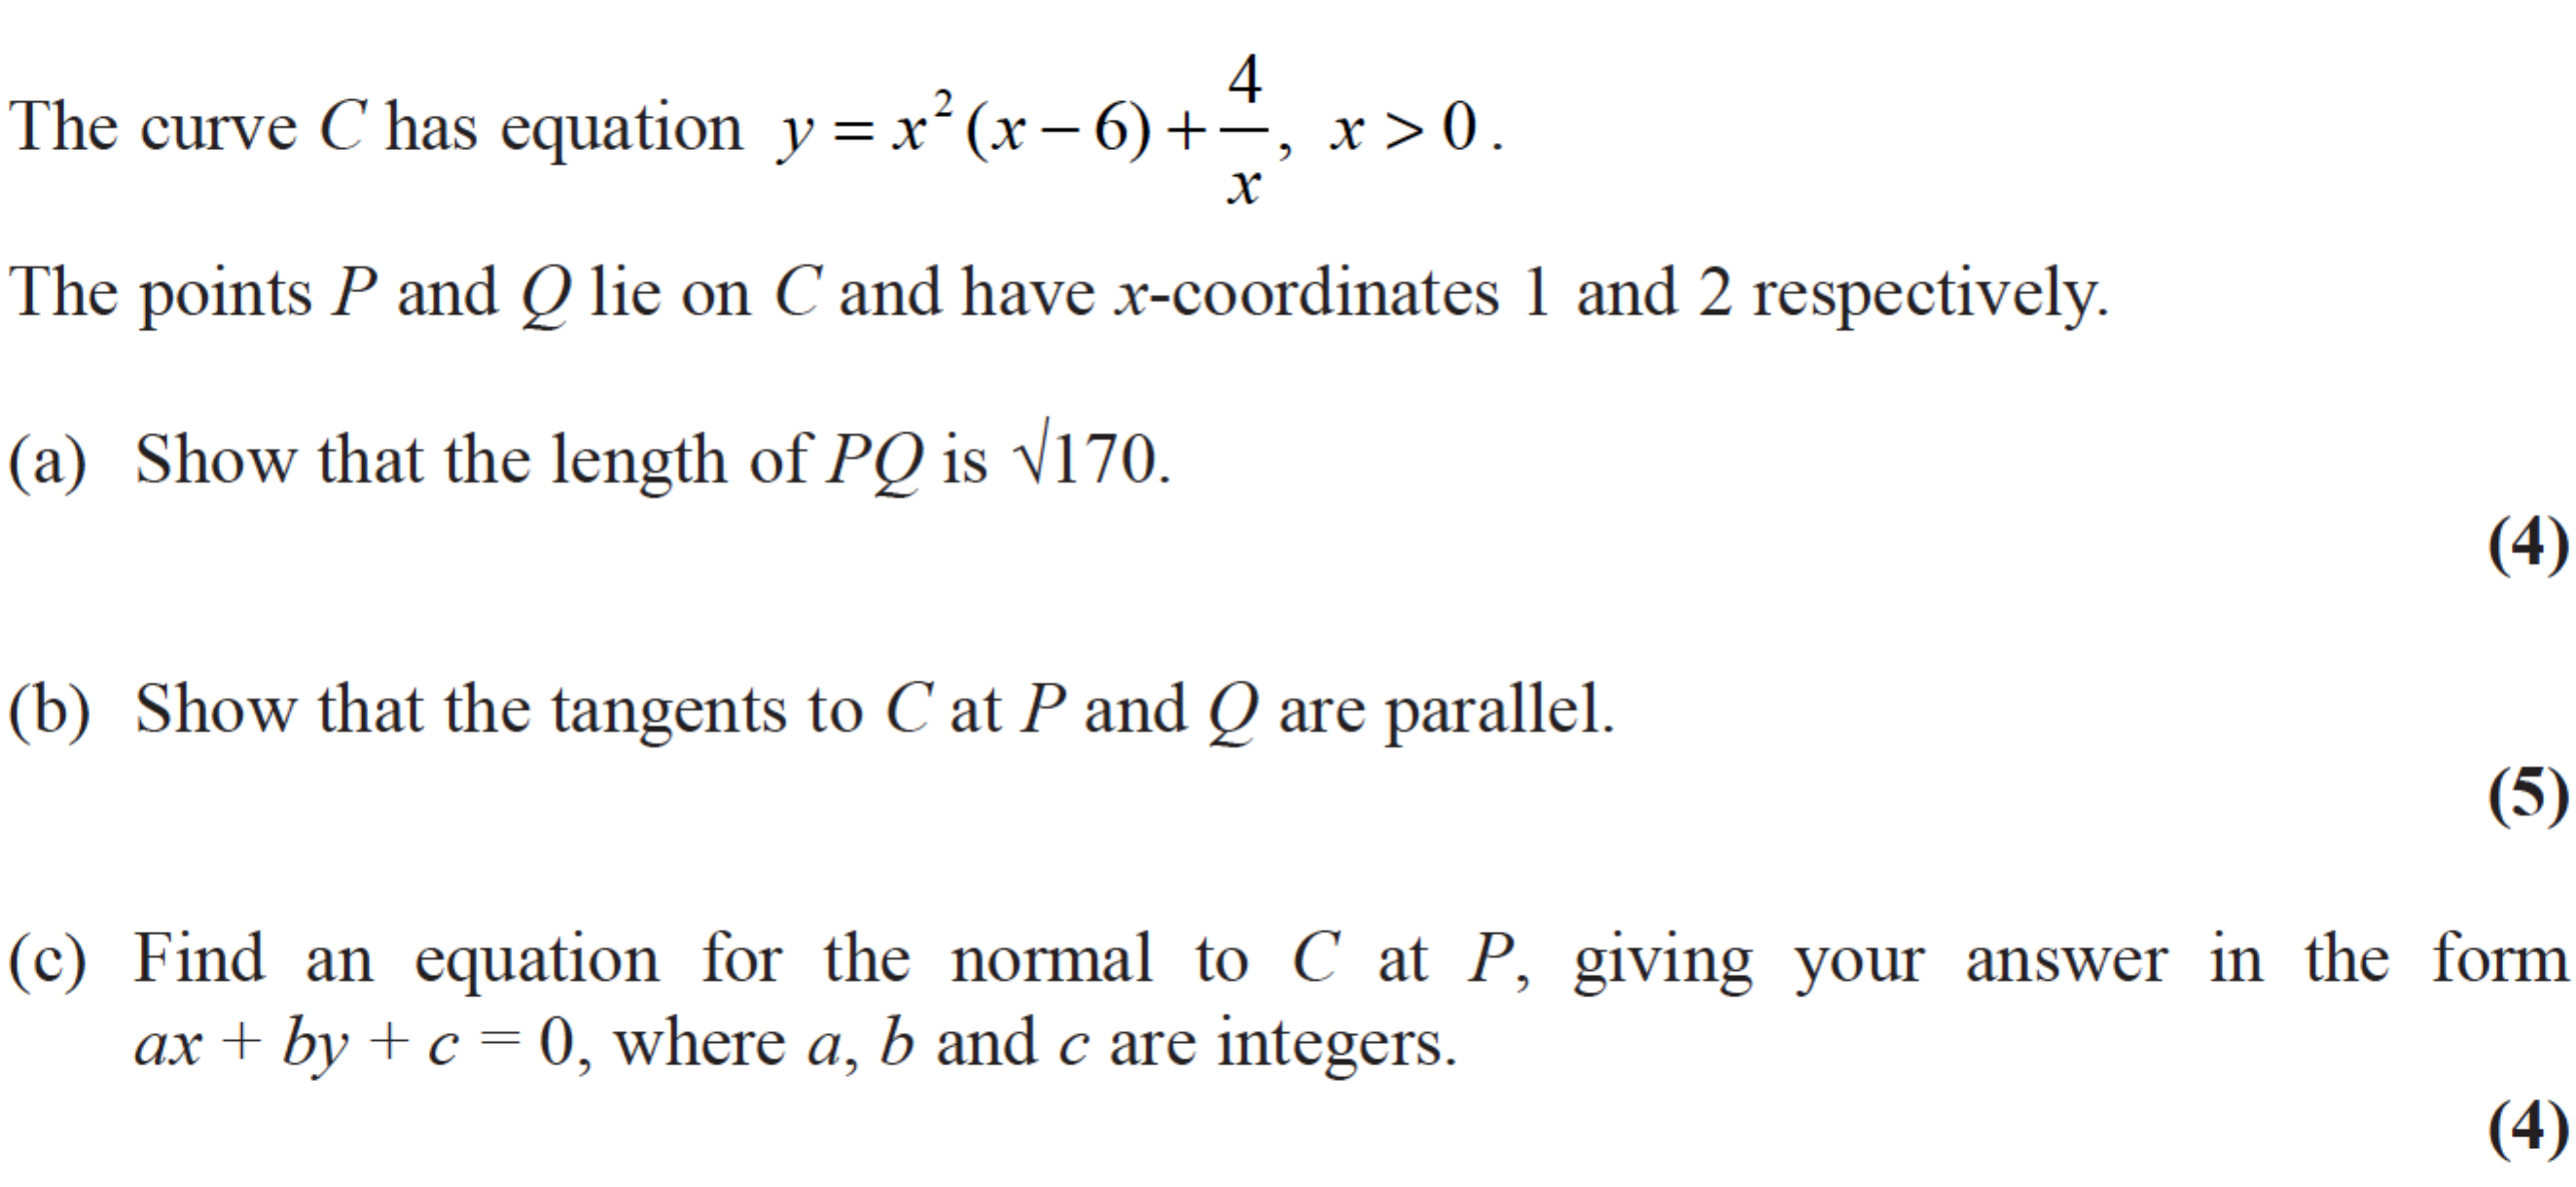 The curve C has equation y = x²(x − 6) + 4/x, x > 0.
The points P and Q lie on C and have x-coordinates 1 and 2 respectively.
(a) Show that the length of PQ is √170.
(4)
(b) Show that the tangents to C at P and Q are parallel.
(5)
(c) Find an equation for the normal to C at P, giving your answer in the form
ax + by + c = 0, where a, b and c are integers.
(4)